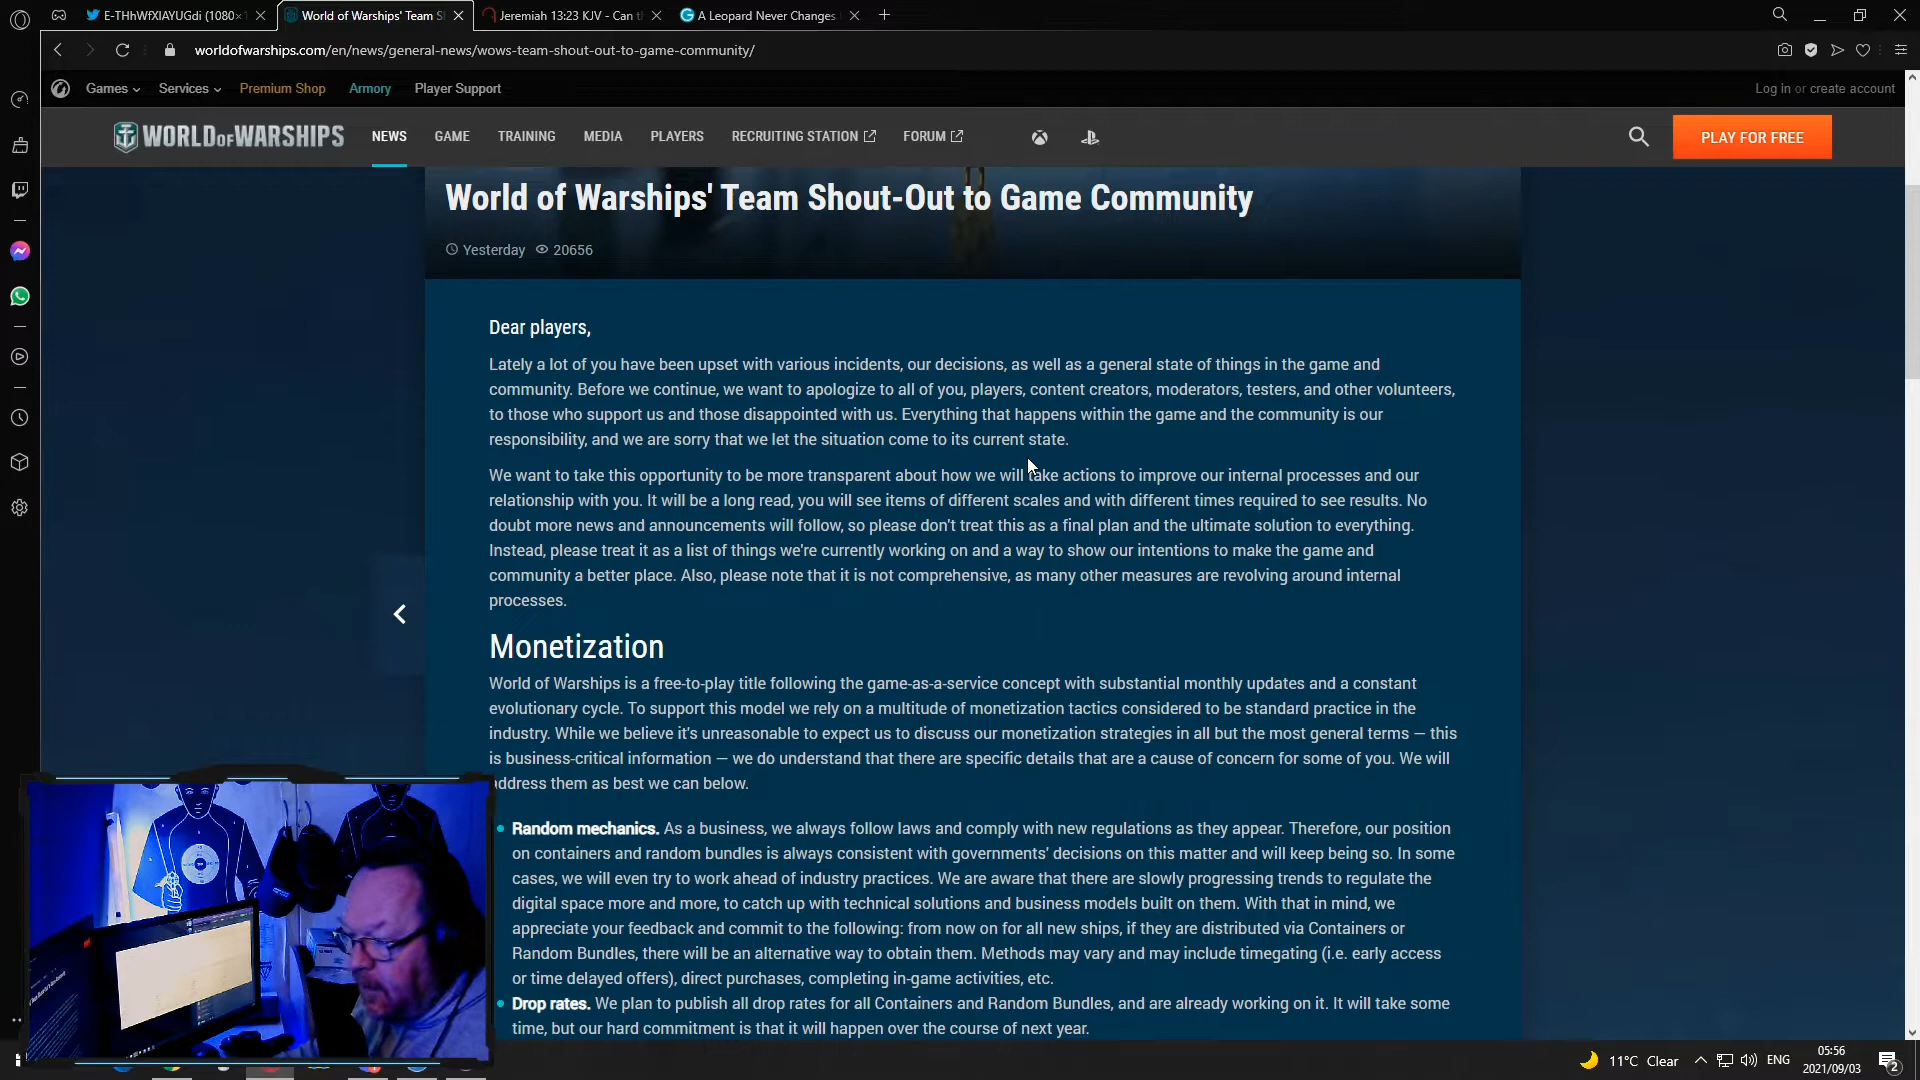 E-THhWfXIAYUGdi (1080×
World of Warships' Team S
Jeremiah 13:23 KJV - Can t
A Leopard Never Changes
worldofwarships.com/en/news/general-news/wows-team-shout-out-to-game-community/
Games Services Premium Shop Armory Player Support
Log in or create account
WORLD OF WARSHIPS NEWS GAME TRAINING MEDIA PLAYERS RECRUITING STATION FORUM
PLAY FOR FREE
World of Warships' Team Shout-Out to Game Community
Yesterday 20656
Dear players,
Lately a lot of you have been upset with various incidents, our decisions, as well as a general state of things in the game and
community. Before we continue, we want to apologize to all of you, players, content creators, moderators, testers, and other volunteers,
to those who support us and those disappointed with us. Everything that happens within the game and the community is our
responsibility, and we are sorry that we let the situation come to its current state.
We want to take this opportunity to be more transparent about how we will take actions to improve our internal processes and our
relationship with you. It will be a long read, you will see items of different scales and with different times required to see results. No
doubt more news and announcements will follow, so please don't treat this as a final plan and the ultimate solution to everything.
Instead, please treat it as a list of things we're currently working on and a way to show our intentions to make the game and
community a better place. Also, please note that it is not comprehensive, as many other measures are revolving around internal
processes.
Monetization
World of Warships is a free-to-play title following the game-as-a-service concept with substantial monthly updates and a constant
evolutionary cycle. To support this model we rely on a multitude of monetization tactics considered to be standard practice in the
industry. While we believe it's unreasonable to expect us to discuss our monetization strategies in all but the most general terms — this
is business-critical information — we do understand that there are specific details that are a cause of concern for some of you. We will
address them as best we can below.
Random mechanics. As a business, we always follow laws and comply with new regulations as they appear. Therefore, our position
on containers and random bundles is always consistent with governments' decisions on this matter and will keep being so. In some
cases, we will even try to work ahead of industry practices. We are aware that there are slowly progressing trends to regulate the
digital space more and more, to catch up with technical solutions and business models built on them. With that in mind, we
appreciate your feedback and commit to the following: from now on for all new ships, if they are distributed via Containers or
Random Bundles, there will be an alternative way to obtain them. Methods may vary and may include timegating (i.e. early access
or time delayed offers), direct purchases, completing in-game activities, etc.
Drop rates. We plan to publish all drop rates for all Containers and Random Bundles, and are already working on it. It will take some
time, but our hard commitment is that it will happen over the course of next year.
11°C Clear
ENG
05:56
2021/09/03
2